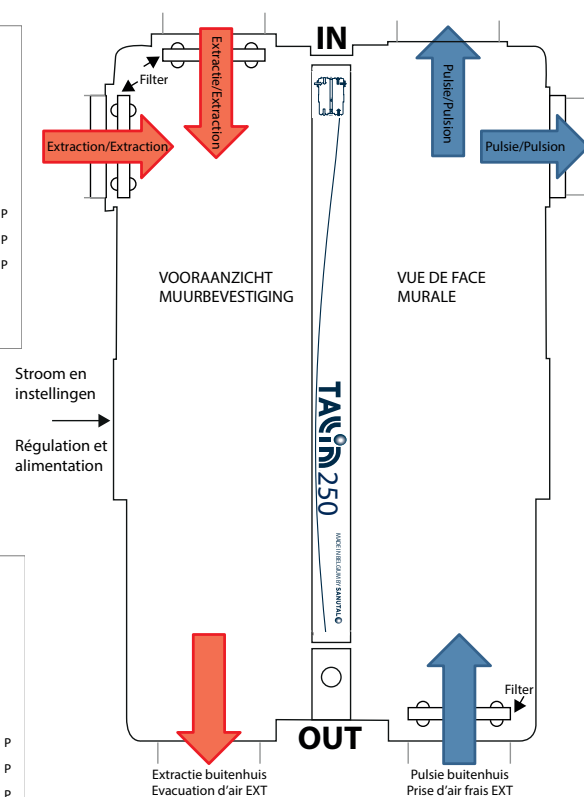 IN
Filter
Extractie/Extraction
Pulsie/Pulsion
Extraction/Extraction
Pulsie/Pulsion
P
P
P
VOORAANZICHT
MUURBEVESTIGING
VUE DE FACE
MURALE
Stroom en
instellingen
Régulation et
alimentation
TALiN 250
MADE IN BELGIUM BY SANUTAL
Filter
P
P
P
OUT
Extractie buitenhuis
Evacuation d'air EXT
Pulsie buitenhuis
Prise d'air frais EXT